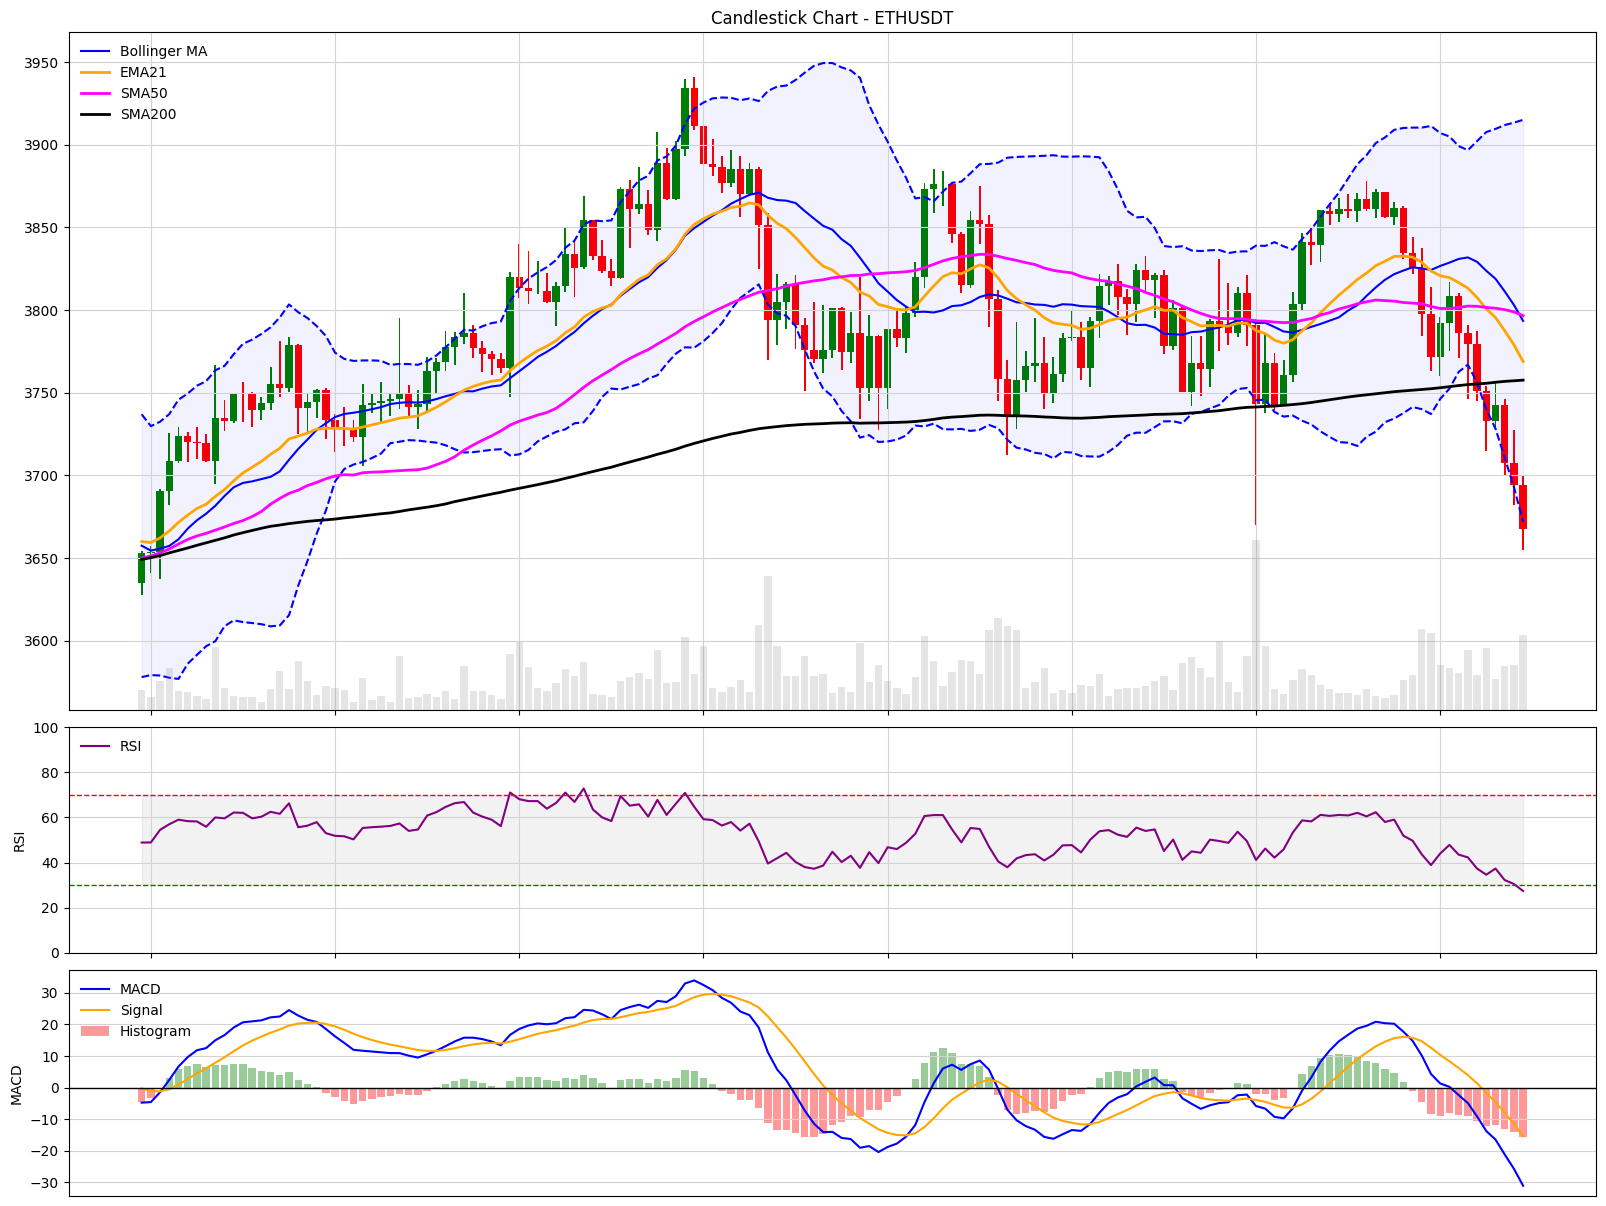 Candlestick Chart - ETHUSDT
Bollinger MA
EMA21
SMA50
SMA200
3950
3900
3850
3800
3750
3700
3650
3600
RSI
RSI
100
80
60
40
20
0
MACD
Signal
Histogram
MACD
30
20
10
0
−10
−20
−30